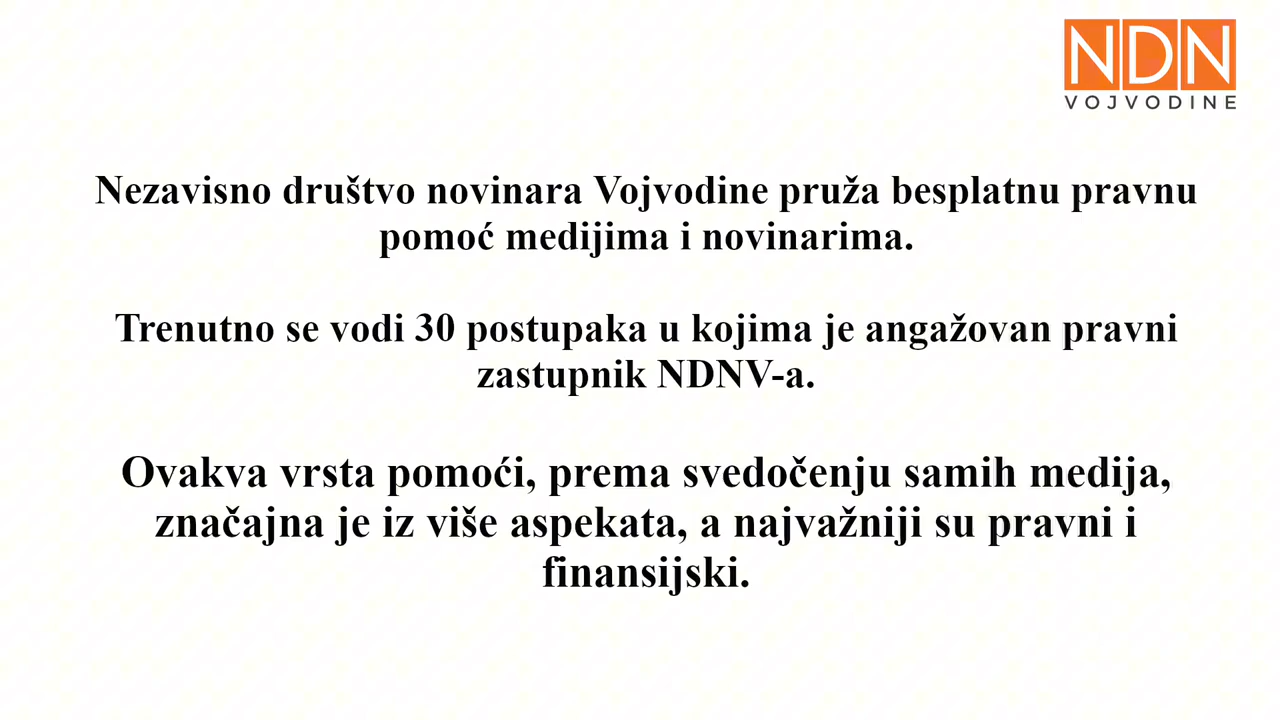 NDN
VOJVODINE
Nezavisno društvo novinara Vojvodine pruža besplatnu pravnu
pomoć medijima i novinarima.
Trenutno se vodi 30 postupaka u kojima je angažovan pravni
zastupnik NDNV-a.
Ovakva vrsta pomoći, prema svedočenju samih medija,
značajna je iz više aspekata, a najvažniji su pravni i
finansijski.